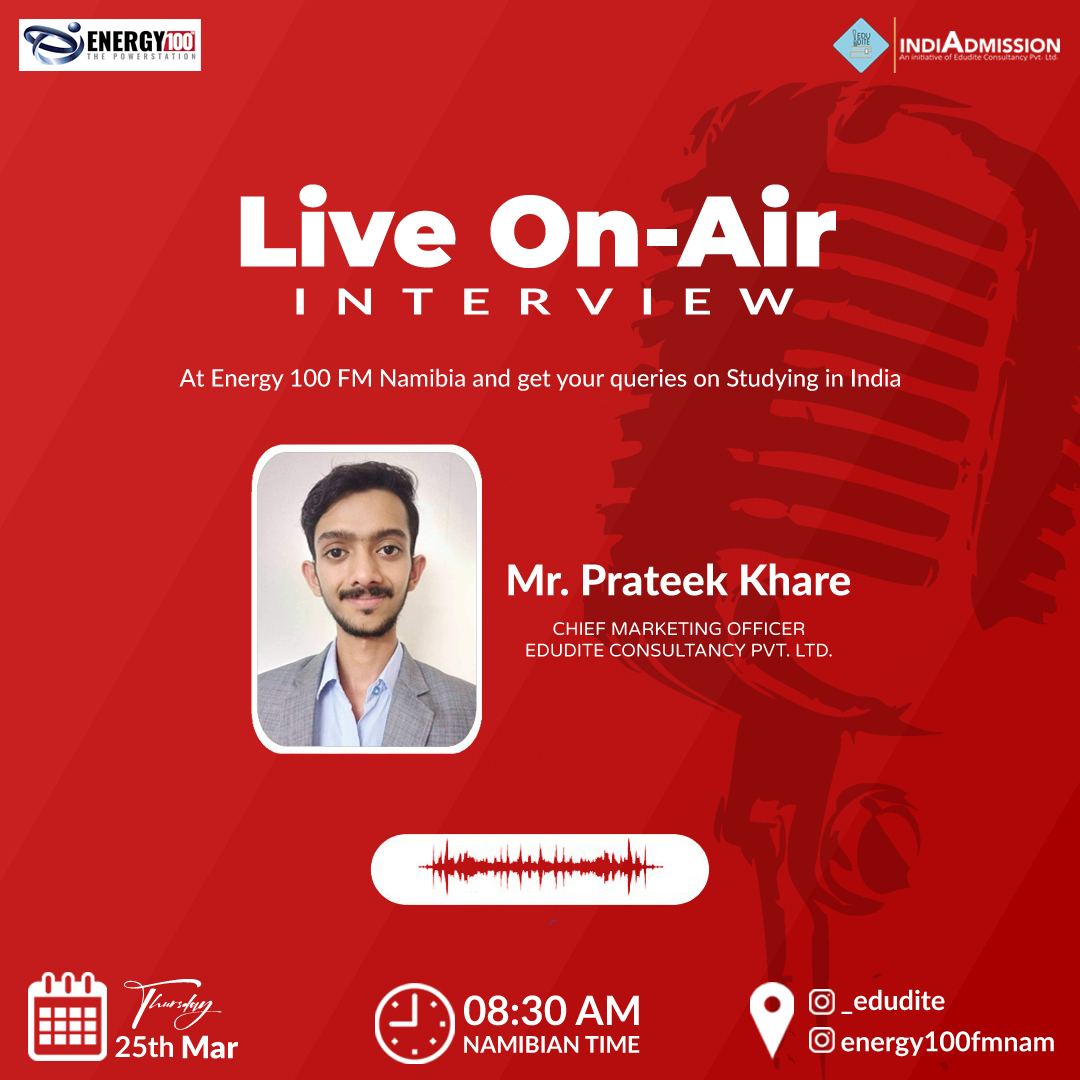 ENERGY100
THE POWERSTATION
EDU
DITE
INDIADMISSION
An initiative of Edudite Consultancy Pvt. Ltd.
Live On-Air
INTERVIEW
At Energy 100 FM Namibia and get your queries on Studying in India
Mr. Prateek Khare
CHIEF MARKETING OFFICER
EDUDITE CONSULTANCY PVT. LTD.
Thursday
25th Mar
08:30 AM
NAMIBIAN TIME
_edudite
energy100fmnam